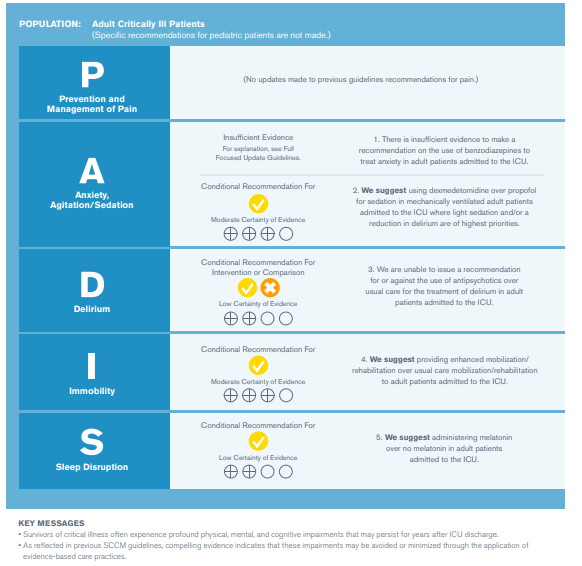 POPULATION: Adult Critically Ill Patients
(Specific recommendations for pediatric patients are not made.)
P
Prevention and
Management of Pain
(No updates made to previous guidelines recommendations for pain.)
A
Anxiety,
Agitation/Sedation
Insufficient Evidence
For explanation, see Full
Focused Update Guidelines.
1. There is insufficient evidence to make a
recommendation on the use of benzodiazepines to
treat anxiety in adult patients admitted to the ICU.
Conditional Recommendation For
Moderate Certainty of Evidence
2. We suggest using dexmedetomidine over propofol
for sedation in mechanically ventilated adult patients
admitted to the ICU where light sedation and/or a
reduction in delirium are of highest priorities.
D
Delirium
Conditional Recommendation For
Intervention or Comparison
Low Certainty of Evidence
3. We are unable to issue a recommendation
for or against the use of antipsychotics over
usual care for the treatment of delirium in adult
patients admitted to the ICU.
I
Immobility
Conditional Recommendation For
Moderate Certainty of Evidence
4. We suggest providing enhanced mobilization/
rehabilitation over usual care mobilization/rehabilitation
to adult patients admitted to the ICU.
S
Sleep Disruption
Conditional Recommendation For
Low Certainty of Evidence
5. We suggest administering melatonin
over no melatonin in adult patients
admitted to the ICU.
KEY MESSAGES
• Survivors of critical illness often experience profound physical, mental, and cognitive impairments that may persist for years after ICU discharge.
• As reflected in previous SCCM guidelines, compelling evidence indicates that these impairments may be avoided or minimized through the application of
evidence-based care practices.